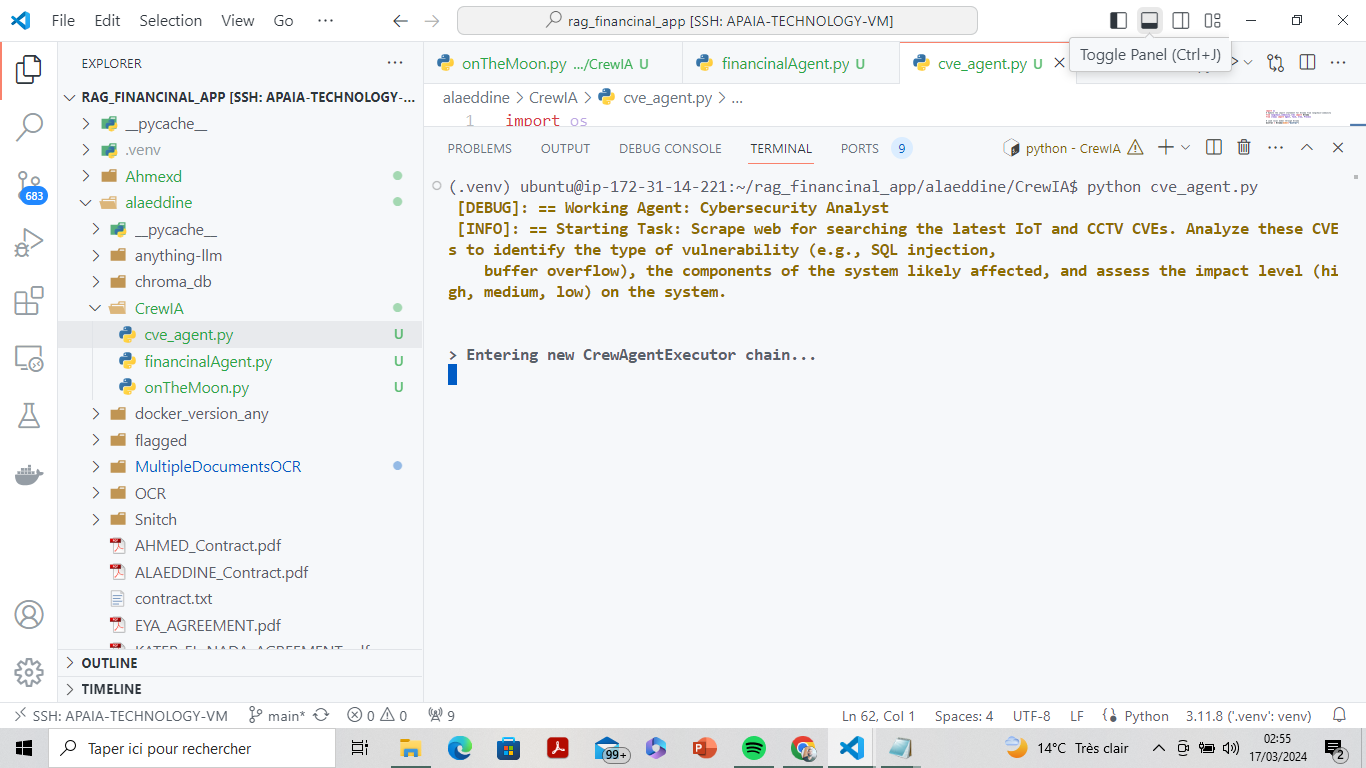 File Edit Selection View Go ··· rag_financinal_app [SSH: APAIA-TECHNOLOGY-VM]
Toggle Panel (Ctrl+J)
EXPLORER ···
RAG_FINANCINAL_APP [SSH: APAIA-TECHNOLOGY-...
__pycache__
.venv
Ahmexd
683
alaeddine
__pycache__
anything-llm
chroma_db
CrewIA
cve_agent.py U
financinalAgent.py U
onTheMoon.py U
docker_version_any
flagged
MultipleDocumentsOCR
OCR
Snitch
AHMED_Contract.pdf
ALAEDDINE_Contract.pdf
contract.txt
EYA_AGREEMENT.pdf
OUTLINE
TIMELINE
onTheMoon.py .../CrewIA U financinalAgent.py U cve_agent.py U
alaeddine > CrewIA > cve_agent.py > ...
1 import os
PROBLEMS OUTPUT DEBUG CONSOLE TERMINAL PORTS 9 python - CrewIA
(.venv) ubuntu@ip-172-31-14-221:~/rag_financinal_app/alaeddine/CrewIA$ python cve_agent.py
[DEBUG]: == Working Agent: Cybersecurity Analyst
[INFO]: == Starting Task: Scrape web for searching the latest IoT and CCTV CVEs. Analyze these CVE
s to identify the type of vulnerability (e.g., SQL injection,
buffer overflow), the components of the system likely affected, and assess the impact level (hi
gh, medium, low) on the system.
> Entering new CrewAgentExecutor chain...
SSH: APAIA-TECHNOLOGY-VM main* 0 0 9 Ln 62, Col 1 Spaces: 4 UTF-8 LF Python 3.11.8 ('.venv': venv)
Taper ici pour rechercher 99+ 14°C Très clair 02:55
17/03/2024 2